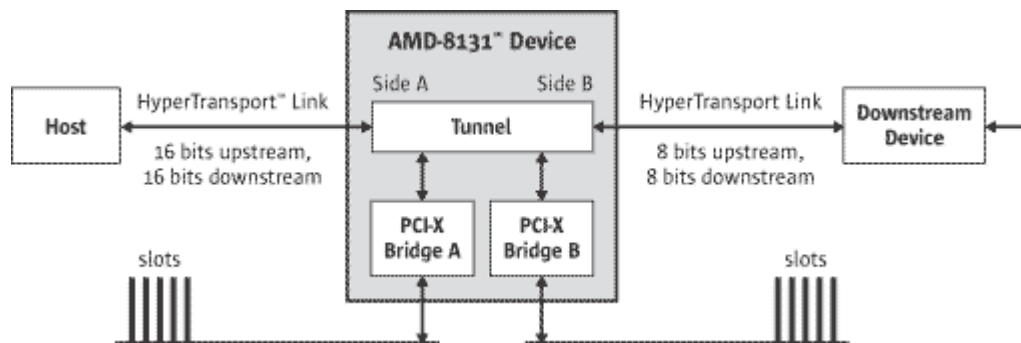 AMD-8131™ Device
Side A
Side B
HyperTransport™ Link
HyperTransport Link
Host
Tunnel
Downstream
Device
16 bits upstream,
16 bits downstream
8 bits upstream,
8 bits downstream
PCI-X
Bridge A
PCI-X
Bridge B
slots
slots